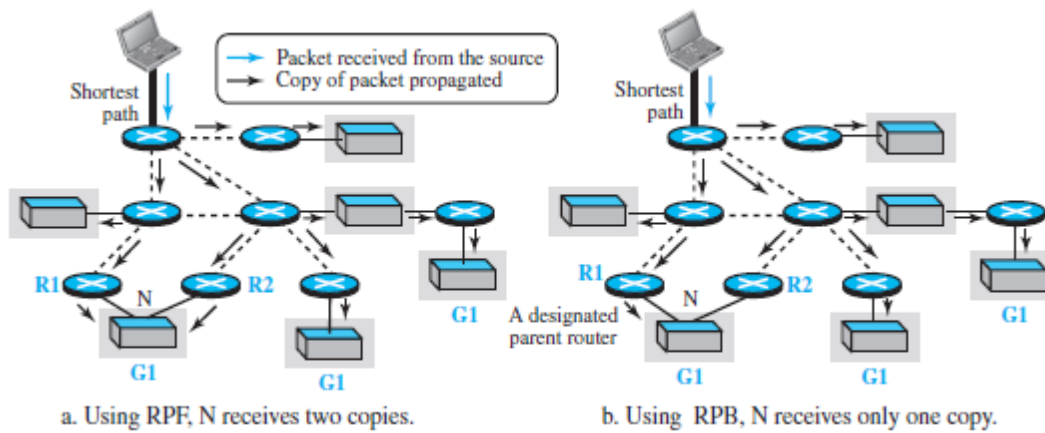 Packet received from the source
Copy of packet propagated
Shortest
path
R1
N
R2
G1
G1
G1
a. Using RPF, N receives two copies.
Shortest
path
R1
N
R2
A designated
parent router
G1
G1
G1
b. Using RPB, N receives only one copy.